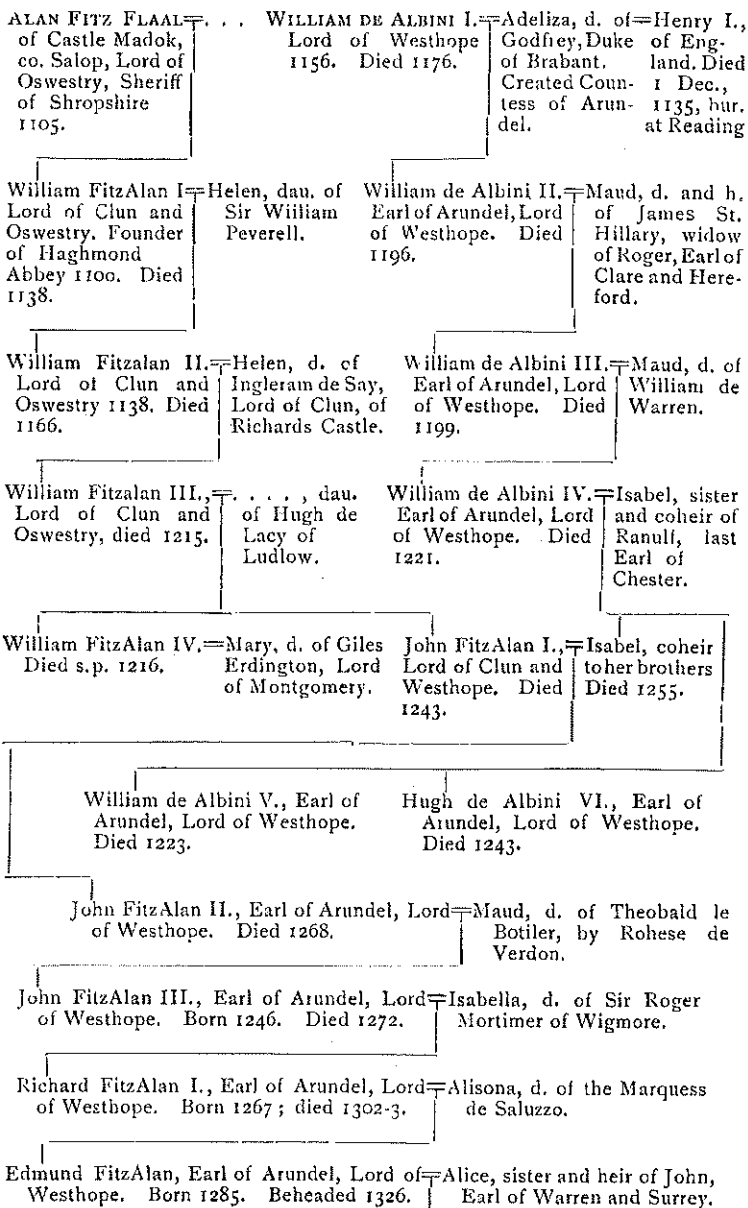 ALAN FITZ FLAAL=. . .
of Castle Madok,
co. Salop, Lord of
Oswestry, Sheriff
of Shropshire
1105.
WILLIAM DE ALBINI I.=Adeliza, d. of=Henry I.,
Lord of Westhope
1156. Died 1176.
Godfrey, Duke
of Brabant.
Created Coun-
tess of Arun-
del.
of Eng-
land. Died
1 Dec.,
1135, bur.
at Reading
William FitzAlan I=Helen, dau. of
Lord of Clun and
Oswestry. Founder
of Haghmond
Abbey 1100. Died
1138.
Sir William
Peverell.
William de Albini II.=Maud, d. and h.
Earl of Arundel, Lord
of Westhope. Died
1196.
of James St.
Hillary, widow
of Roger, Earl of
Clare and Here-
ford.
William Fitzalan II.=Helen, d. of
Lord of Clun and
Oswestry 1138. Died
1166.
Ingleram de Say,
Lord of Clun, of
Richards Castle.
William de Albini III.=Maud, d. of
Earl of Arundel, Lord
of Westhope. Died
1199.
William de
Warren.
William Fitzalan III.,=. . . . , dau.
Lord of Clun and
Oswestry, died 1215.
of Hugh de
Lacy of
Ludlow.
William de Albini IV.=Isabel, sister
Earl of Arundel, Lord
of Westhope. Died
1221.
and coheir of
Ranulf, last
Earl of
Chester.
William FitzAlan IV.=Mary, d. of Giles
Died s.p. 1216.
Erdington, Lord
of Montgomery.
John FitzAlan I.,=Isabel, coheir
Lord of Clun and
Westhope. Died
1243.
to her brothers
Died 1255.
William de Albini V., Earl of
Arundel, Lord of Westhope.
Died 1223.
Hugh de Albini VI., Earl of
Arundel, Lord of Westhope.
Died 1243.
John FitzAlan II., Earl of Arundel, Lord=Maud, d. of Theobald le
of Westhope. Died 1268.
Botiler, by Rohese de
Verdon.
John FitzAlan III., Earl of Arundel, Lord=Isabella, d. of Sir Roger
of Westhope. Born 1246. Died 1272.
Mortimer of Wigmore.
Richard FitzAlan I., Earl of Arundel, Lord=Alisona, d. of the Marquess
of Westhope. Born 1267; died 1302-3.
de Saluzzo.
Edmund FitzAlan, Earl of Arundel, Lord of=Alice, sister and heir of John,
Westhope. Born 1285. Beheaded 1326.
Earl of Warren and Surrey.